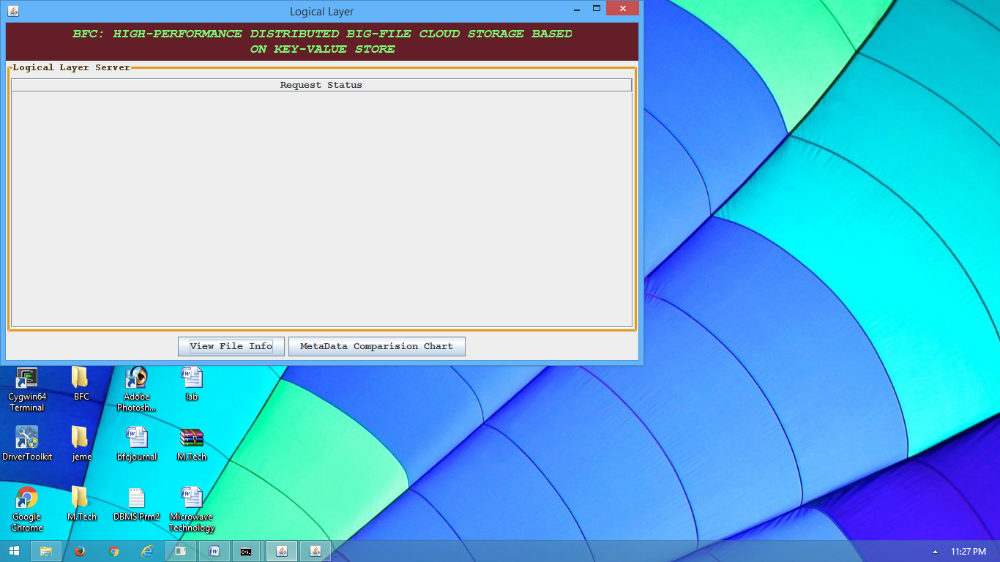 Logical Layer
BFC: HIGH-PERFORMANCE DISTRIBUTED BIG-FILE CLOUD STORAGE BASED
ON KEY-VALUE STORE
Logical Layer Server
Request Status
View File Info
MetaData Comparision Chart
Cygwin64
Terminal
BFC
Adobe
Photosh...
lab
DriverToolkit
jeme
bfcjournal
M.Tech
Google
Chrome
M.Tech
DBMS Prm2
Microwave
Technology
11:27 PM